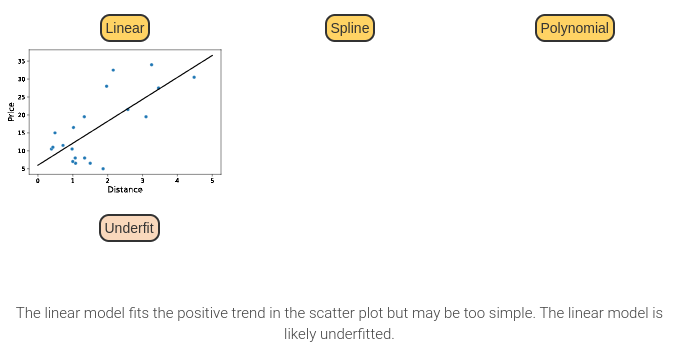 Linear
Spline
Polynomial
35
30
25
20
15
10
5
Price
0 1 2 3 4 5
Distance
Underfit
The linear model fits the positive trend in the scatter plot but may be too simple. The linear model is
likely underfitted.